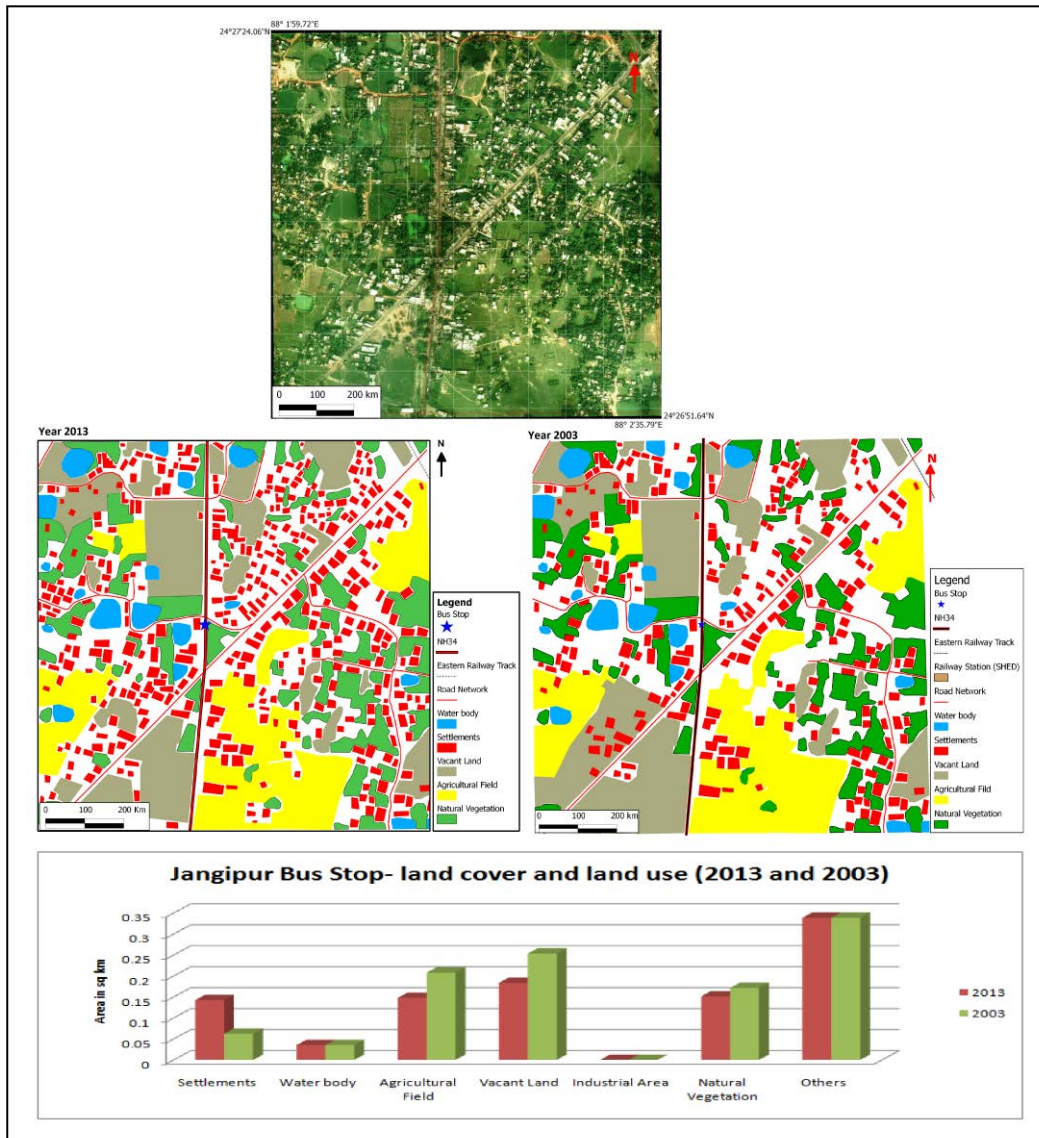 88° 1'59.72"E
24°27'24.06"N
N
0 100 200 km
24°26'51.64"N
88° 2'35.79"E
Year 2013
N
Legend
Bus Stop
NH34
Eastern Railway Track
Road Network
Water body
Settlements
Vacant Land
Agricultural Field
Natural Vegetation
0 100 200 Km
Year 2003
N
Legend
Bus Stop
NH34
Eastern Railway Track
Railway Station (SHED)
Road Network
Water body
Settlements
Vacant Land
Agricultural Fild
Natural Vegetation
0 100 200 km
Jangipur Bus Stop- land cover and land use (2013 and 2003)
Area in sq km
0.35
0.3
0.25
0.2
0.15
0.1
0.05
0
Settlements
Water body
Agricultural
Field
Vacant Land
Industrial Area
Natural
Vegetation
Others
2013
2003